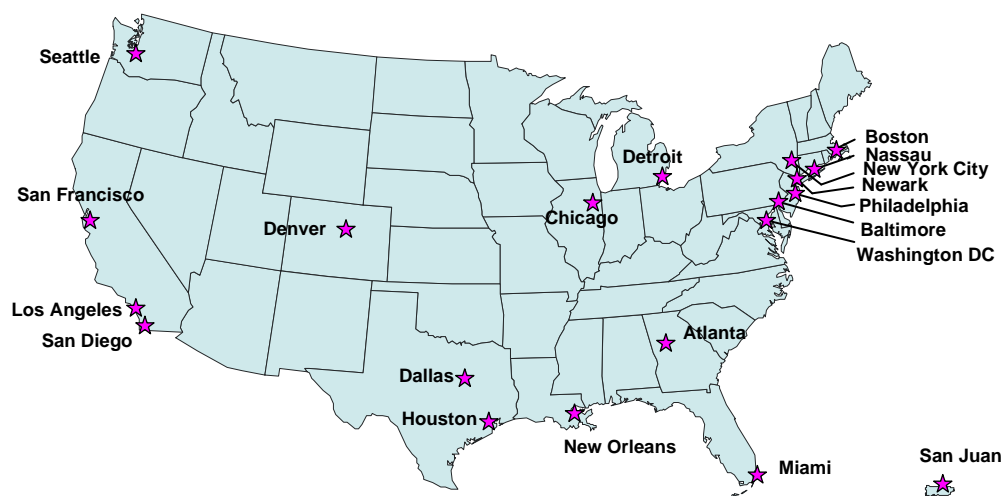 Seattle
Boston
Nassau
Detroit
New York City
Newark
San Francisco
Philadelphia
Chicago
Denver
Baltimore
Washington DC
Los Angeles
San Diego
Atlanta
Dallas
Houston
New Orleans
San Juan
Miami